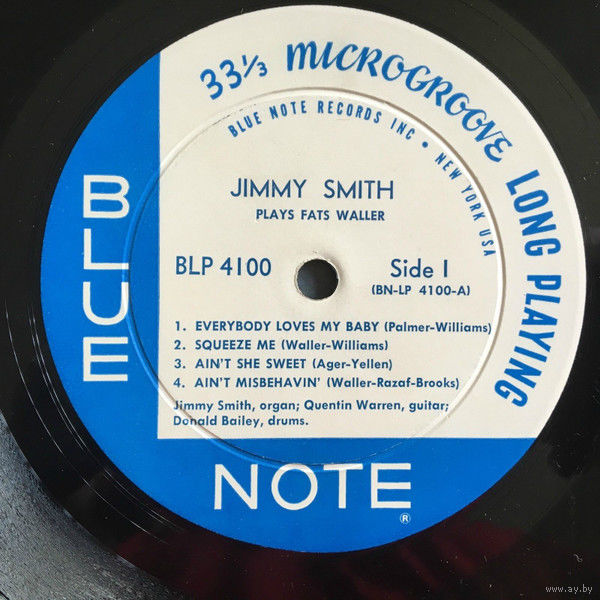 33⅓ MICROGROOVE LONG PLAYING
BLUE NOTE RECORDS INC • NEW YORK USA
JIMMY SMITH
PLAYS FATS WALLER
BLP 4100
Side 1
(BN-LP 4100-A)
1. EVERYBODY LOVES MY BABY (Palmer-Williams)
2. SQUEEZE ME (Waller-Williams)
3. AIN'T SHE SWEET (Ager-Yellen)
4. AIN'T MISBEHAVIN' (Waller-Razaf-Brooks)
Jimmy Smith, organ; Quentin Warren, guitar;
Donald Bailey, drums.
BLUE
NOTE
®
www.ay.by